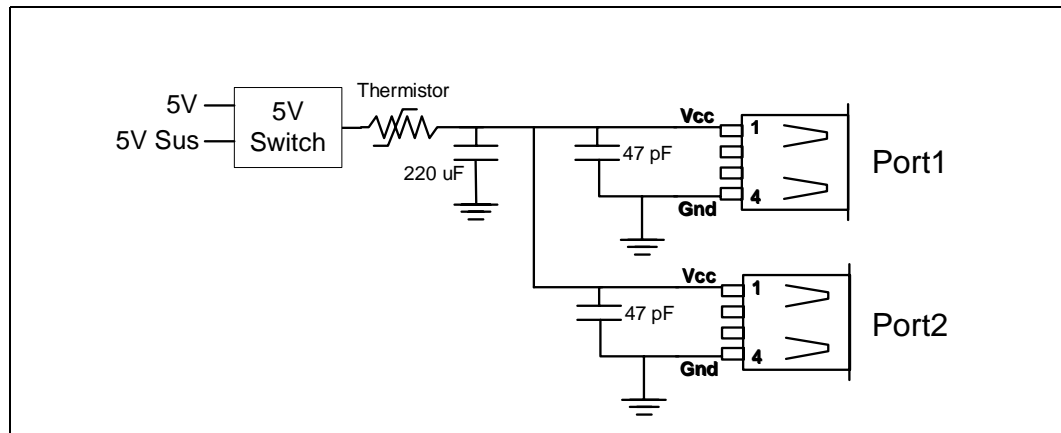 Thermistor
5V
5V Sus
5V
Switch
220 uF
47 pF
Vcc
1
4
Gnd
Port1
47 pF
Vcc
1
4
Gnd
Port2